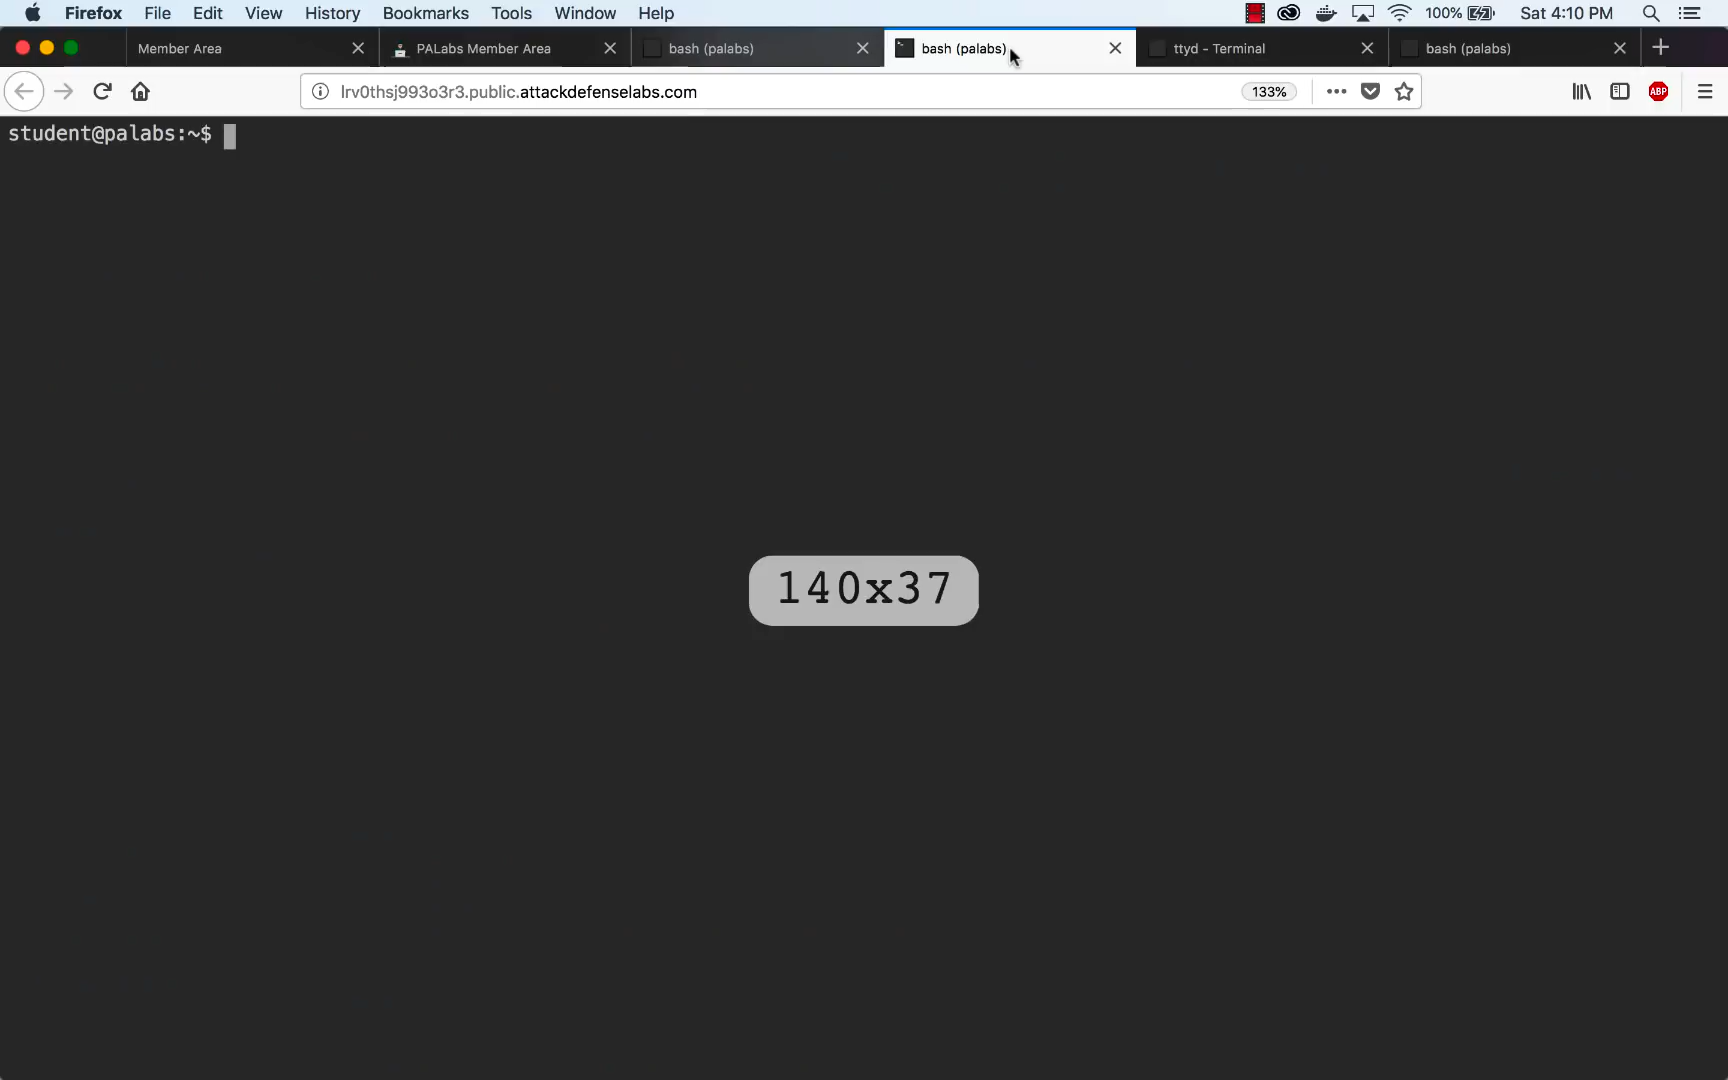 Firefox File Edit View History Bookmarks Tools Window Help 100% Sat 4:10 PM
Member Area PALabs Member Area bash (palabs) bash (palabs) ttyd - Terminal bash (palabs)
lrv0thsj993o3r3.public.attackdefenselabs.com 133% ABP
student@palabs:~$
140x37